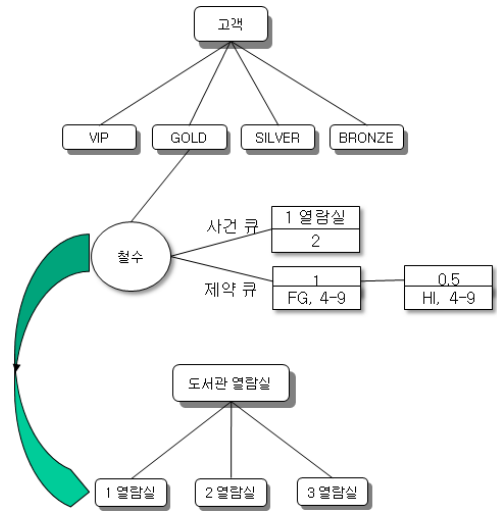 고객
VIP
GOLD
SILVER
BRONZE
철수
사건 큐
1 열람실
2
제약 큐
1
FG, 4-9
0.5
HI, 4-9
도서관 열람실
1 열람실
2 열람실
3 열람실